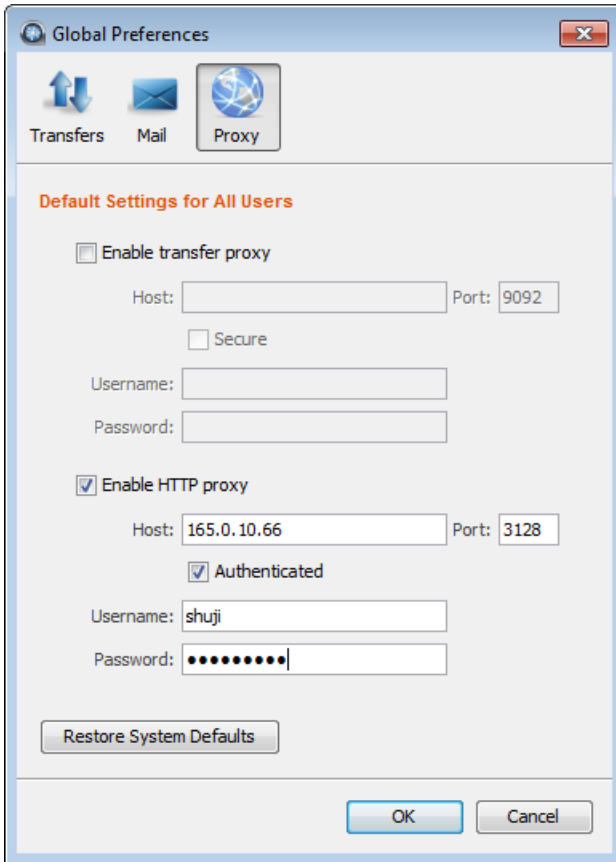 Global Preferences
Transfers Mail Proxy
Default Settings for All Users
Enable transfer proxy
Host: Port: 9092
Secure
Username:
Password:
Enable HTTP proxy
Host: 165.0.10.66 Port: 3128
Authenticated
Username: shuji
Password: ●●●●●●●●●
Restore System Defaults
OK Cancel